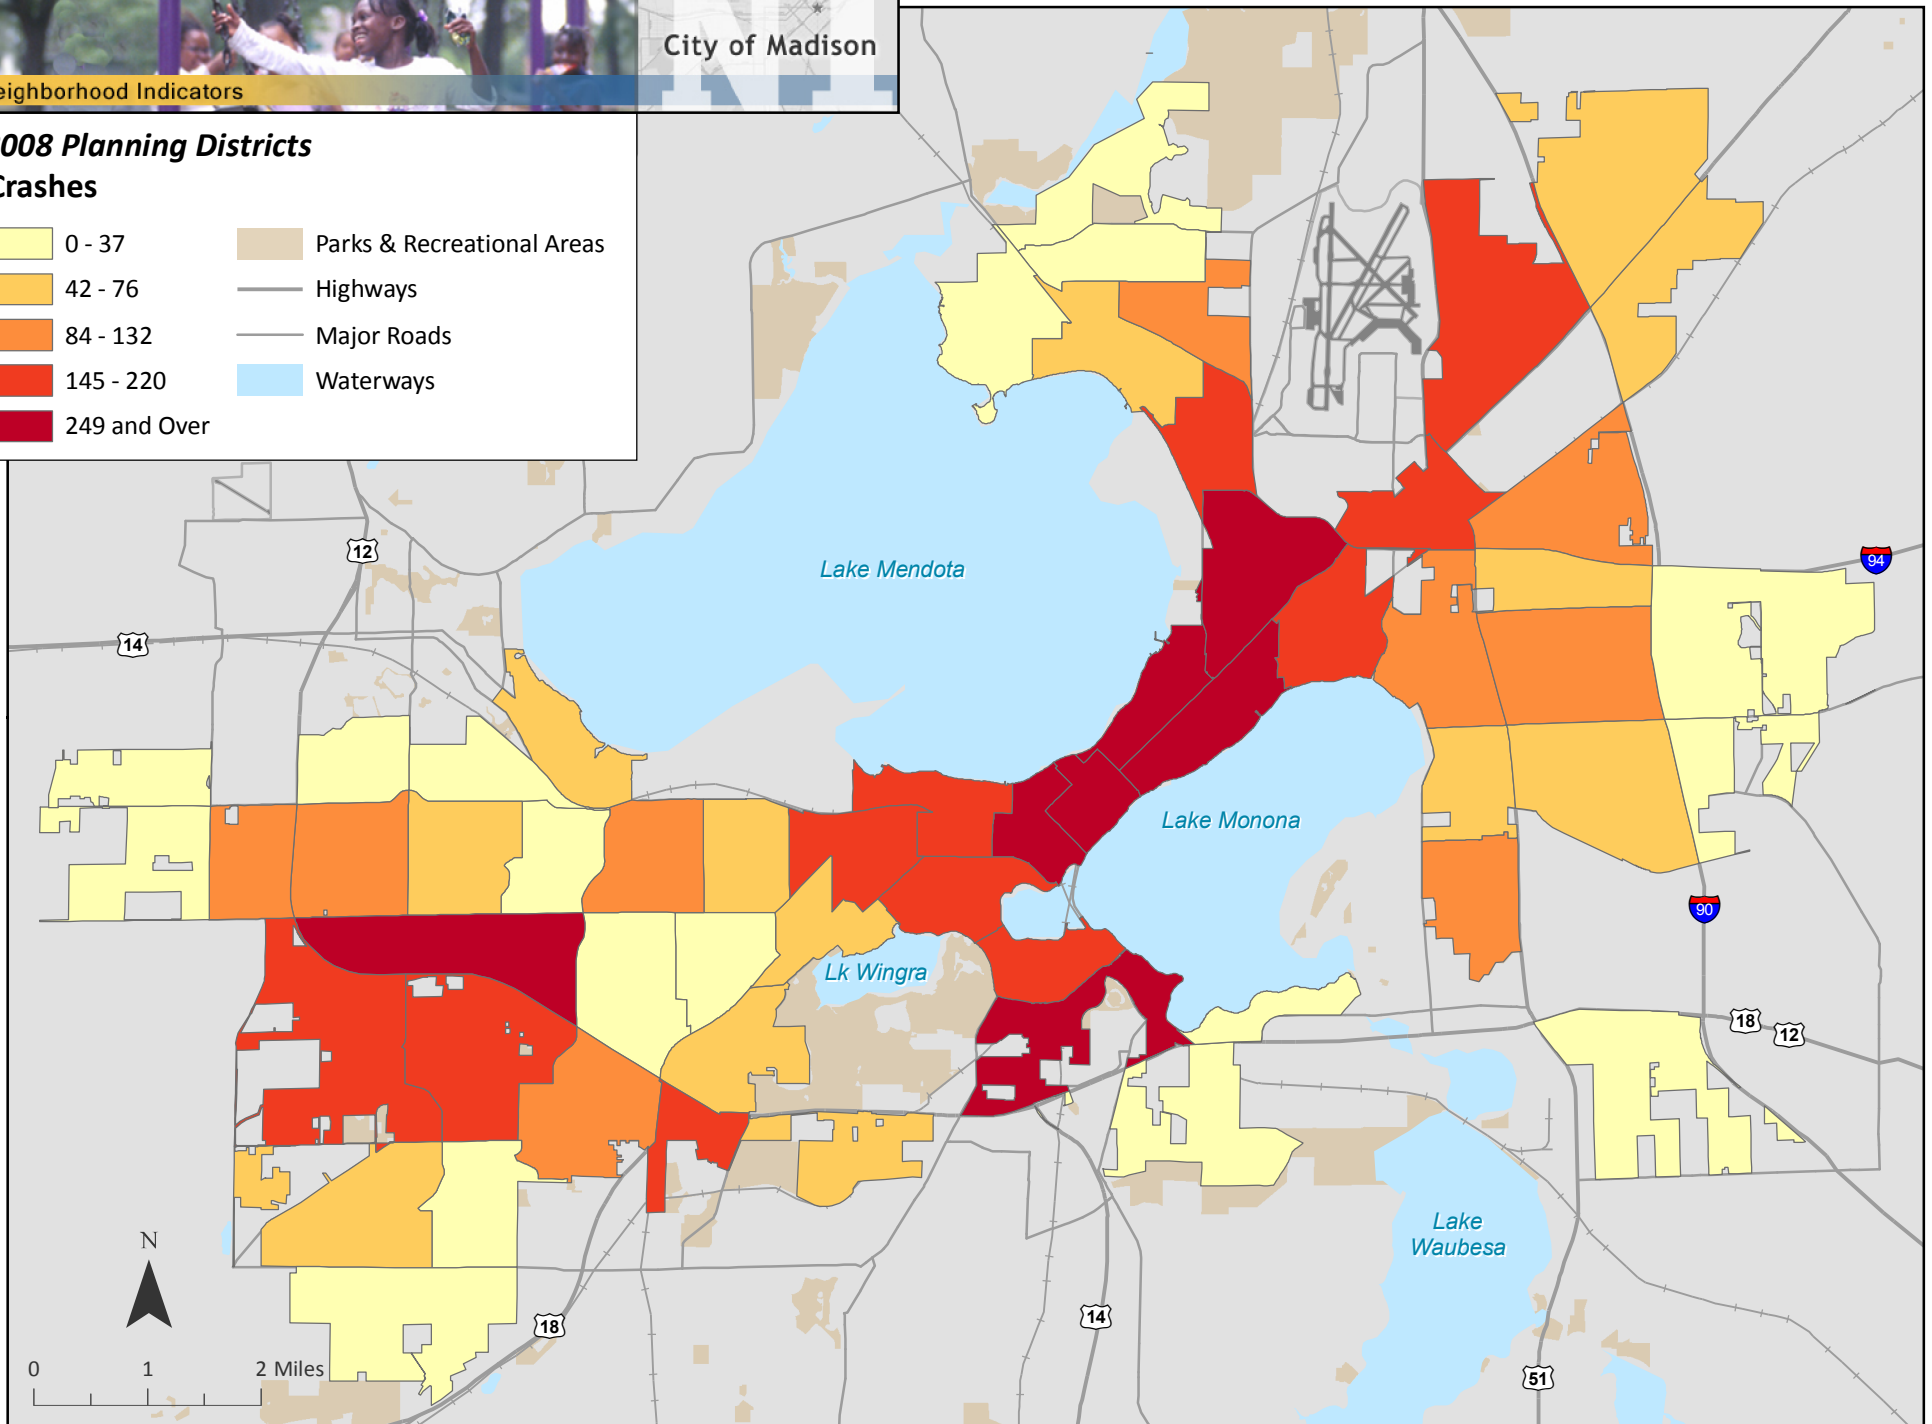 City of Madison
eighborhood Indicators
008 Planning Districts
Crashes
0 - 37
42 - 76
84 - 132
145 - 220
249 and Over
Parks & Recreational Areas
Highways
Major Roads
Waterways
12
14
94
Lake Mendota
Lake Monona
90
Lk Wingra
18
12
Lake
Waubesa
N
18
14
51
0
1
2 Miles